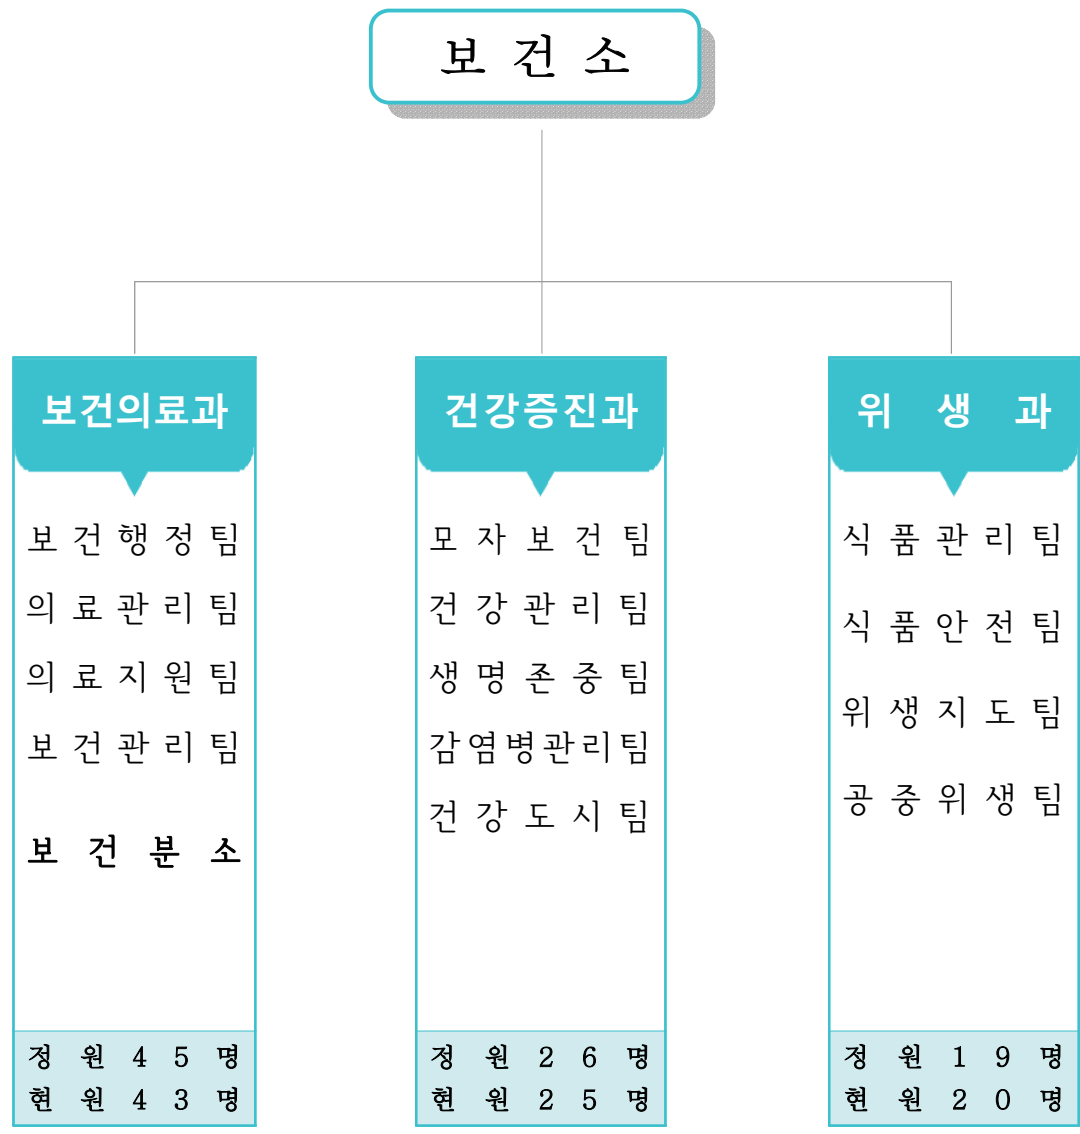 보 건 소
보건의료과
보건행정팀
의료관리팀
의료지원팀
보건관리팀
보 건 분 소
정 원 4 5 명
현 원 4 3 명
건강증진과
모자보건팀
건강관리팀
생명존중팀
감염병관리팀
건강도시팀
정 원 2 6 명
현 원 2 5 명
위 생 과
식품관리팀
식품안전팀
위생지도팀
공중위생팀
정 원 1 9 명
현 원 2 0 명